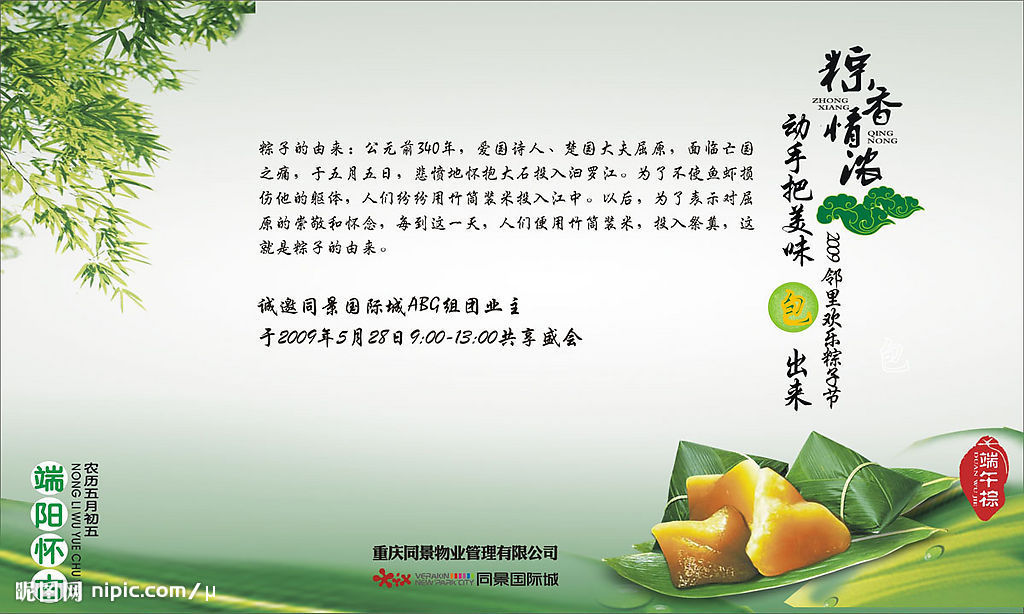 粽香情浓
ZHONG
XIANG
QING
NONG
动手把美味包出来
2009邻里欢乐粽子节
包
粽子的由来：公元前340年，爱国诗人、楚国大夫屈原，面临亡国
之痛，于五月五日，悲愤地怀抱大石投入汨罗江。为了不使鱼虾损
伤他的躯体，人们纷纷用竹筒装米投入江中。以后，为了表示对屈
原的崇敬和怀念，每到这一天，人们便用竹筒装米，投入祭奠，这
就是粽子的由来。
诚邀同景国际城ABG组团业主
于2009年5月28日9:00-13:00共享盛会
端午棕
DUAN WU JIE
农历五月初五
NONG LI WU YUE CHU
端阳怀古
重庆同景物业管理有限公司
VERAKIN
NEW PARK CITY
同景国际城
昵图网 nipic.com/μ